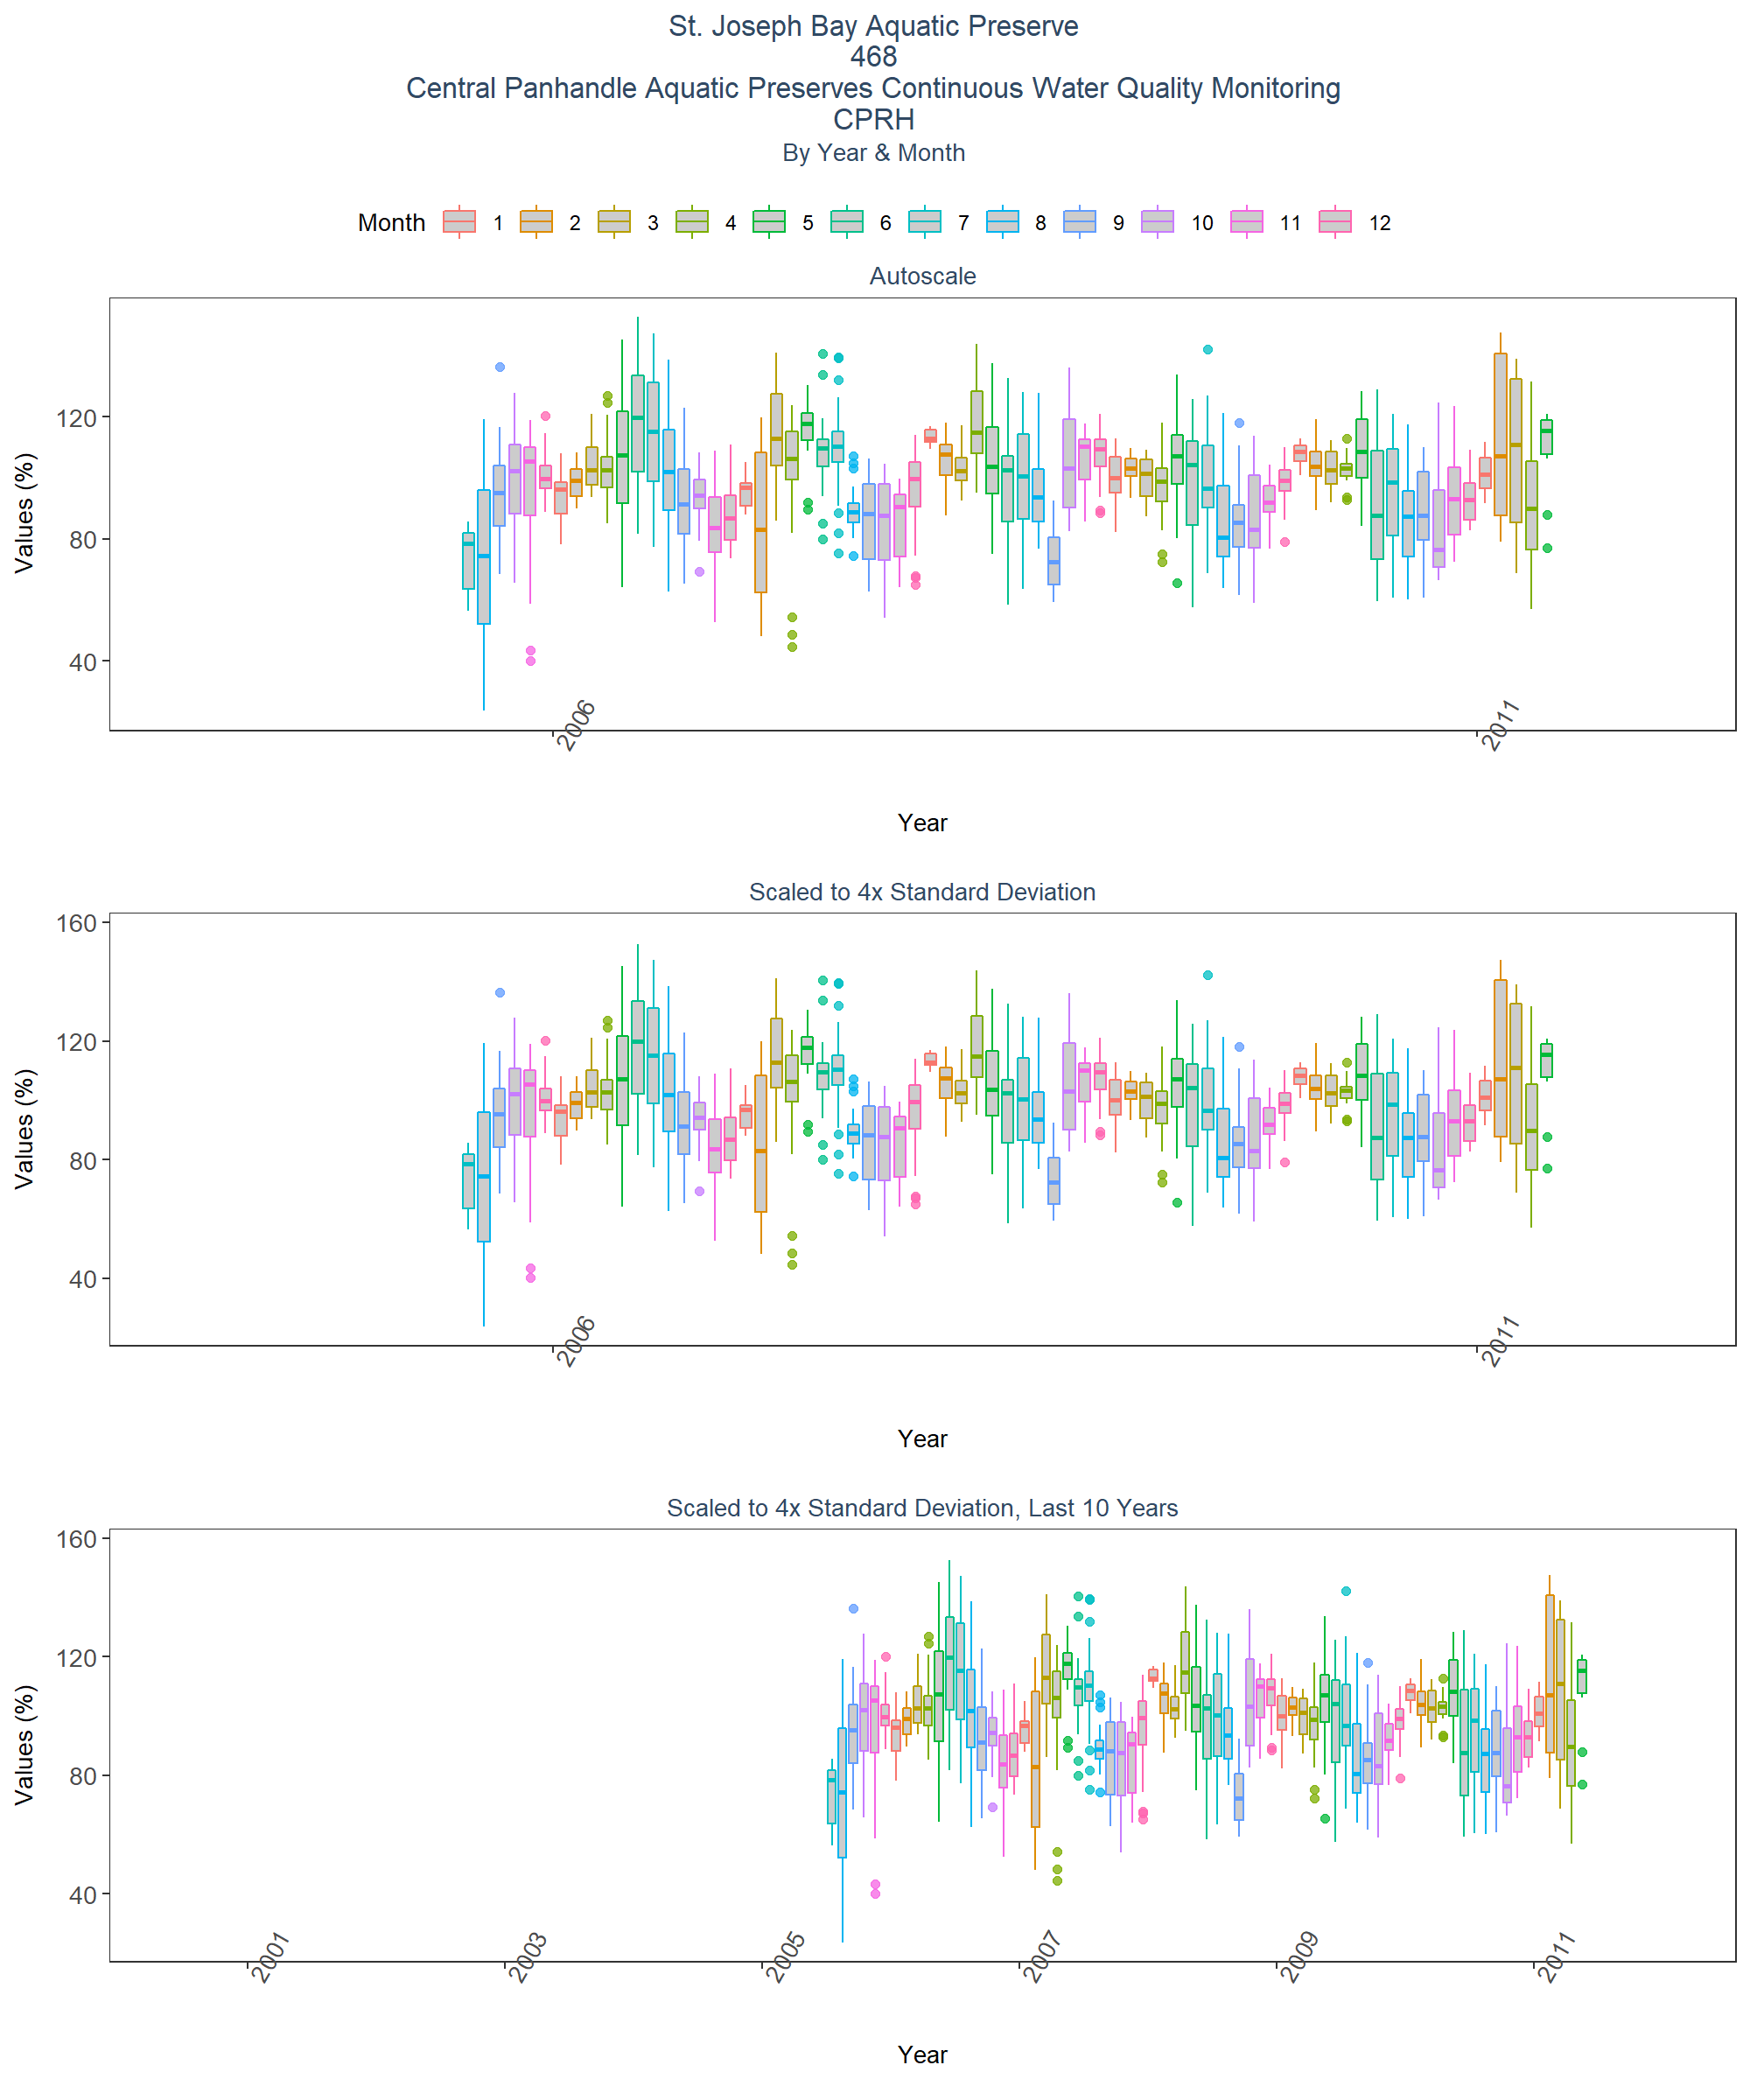 St. Joseph Bay Aquatic Preserve
468
Central Panhandle Aquatic Preserves Continuous Water Quality Monitoring
CPRH
By Year & Month
Month 1 2 3 4 5 6 7 8 9 10 11 12
Autoscale
Values (%)
120
80
40
2006 2011
Year
Scaled to 4x Standard Deviation
Values (%)
160
120
80
40
2006 2011
Year
Scaled to 4x Standard Deviation, Last 10 Years
Values (%)
160
120
80
40
2001 2003 2005 2007 2009 2011
Year